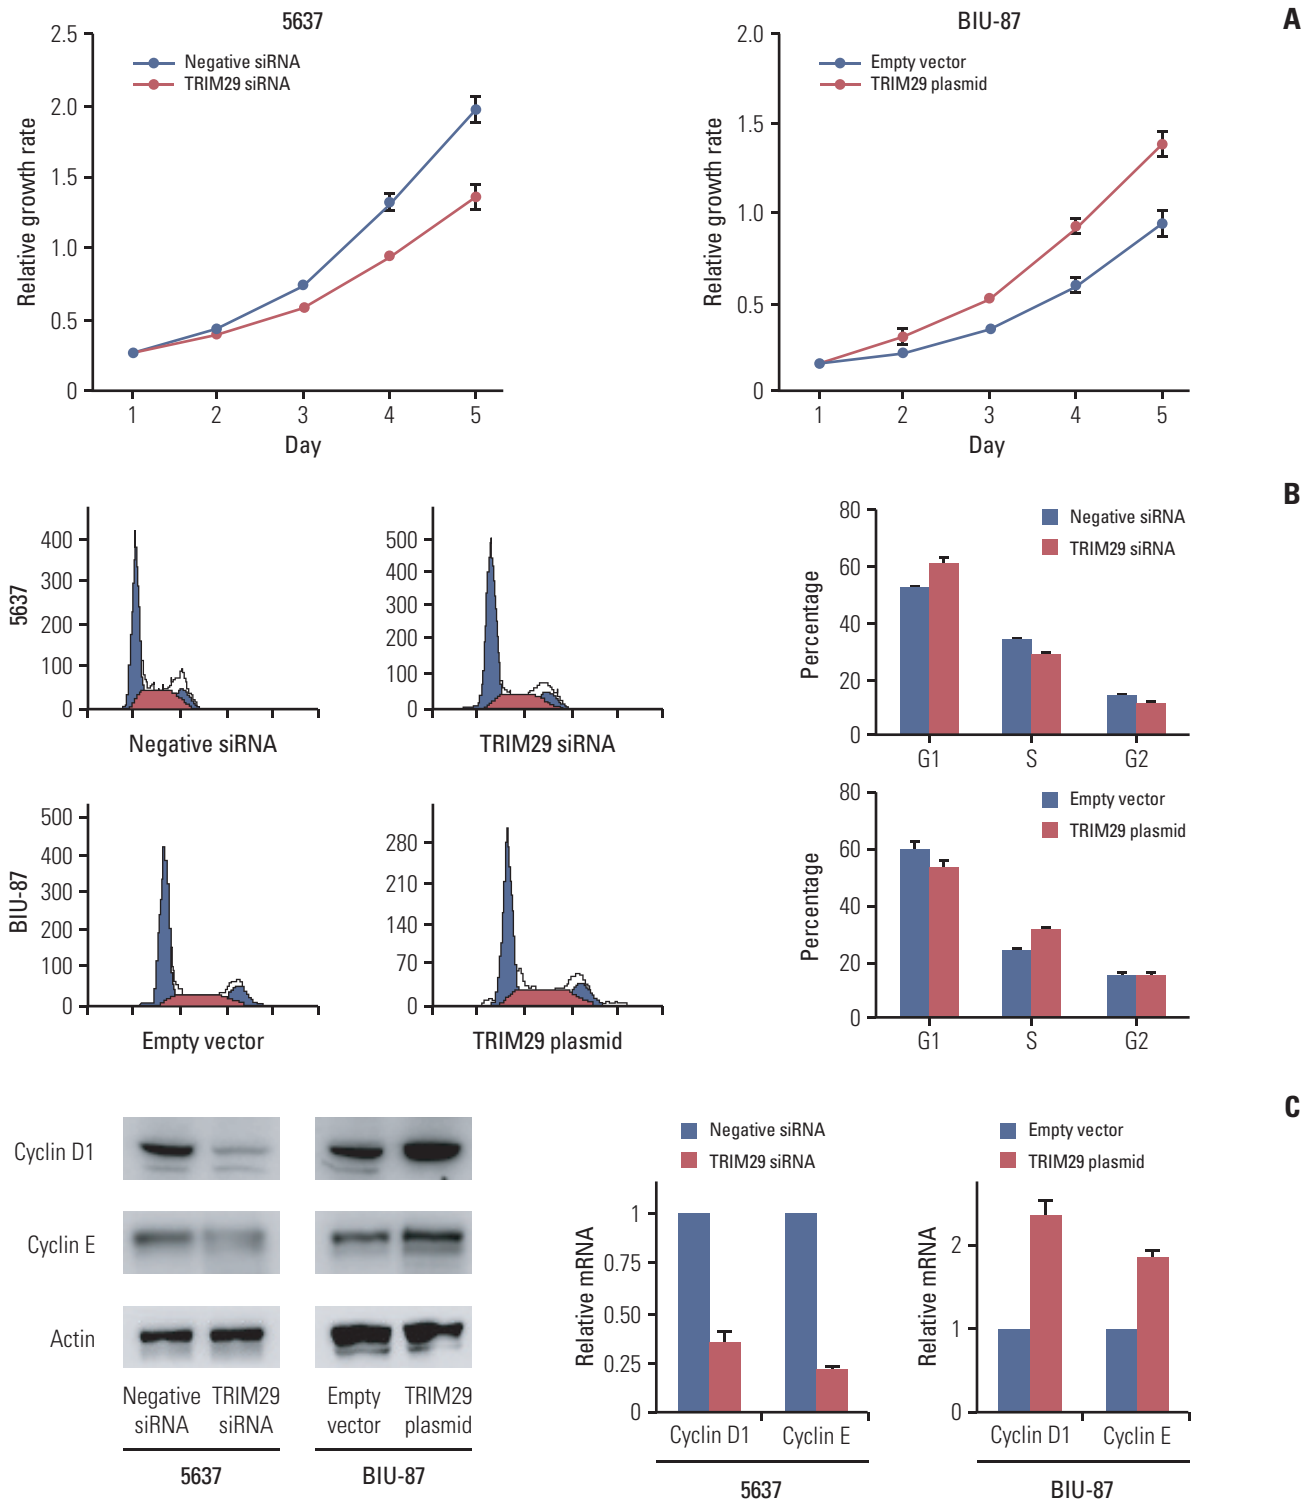 A
5637
2.5
2.0
1.5
1.0
0.5
0
Relative growth rate
Negative siRNA
TRIM29 siRNA
1 2 3 4 5
Day
BIU-87
2.0
1.5
1.0
0.5
0
Relative growth rate
Empty vector
TRIM29 plasmid
1 2 3 4 5
Day
B
5637
400
300
200
100
0
Negative siRNA
500
400
300
200
100
0
TRIM29 siRNA
80
60
40
20
0
Percentage
Negative siRNA
TRIM29 siRNA
G1 S G2
BIU-87
500
400
300
200
100
0
Empty vector
280
210
140
70
0
TRIM29 plasmid
80
60
40
20
0
Percentage
Empty vector
TRIM29 plasmid
G1 S G2
C
Cyclin D1
Cyclin E
Actin
Negative siRNA
TRIM29 siRNA
Empty vector
TRIM29 plasmid
5637
BIU-87
Negative siRNA
TRIM29 siRNA
1
0.75
0.50
0.25
0
Relative mRNA
Cyclin D1 Cyclin E
5637
Empty vector
TRIM29 plasmid
2
1
0
Relative mRNA
Cyclin D1 Cyclin E
BIU-87